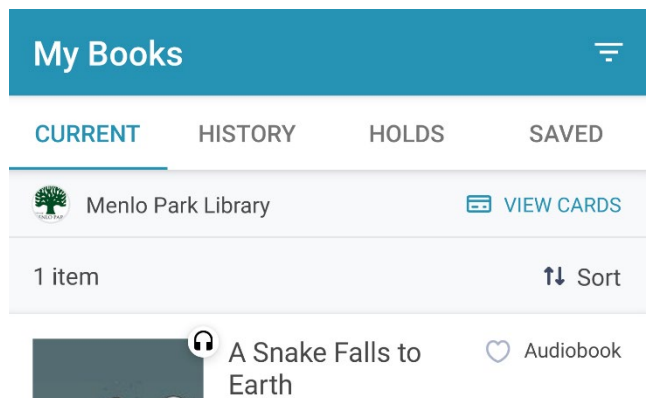 My Books
CURRENT HISTORY HOLDS SAVED
Menlo Park Library VIEW CARDS
1 item Sort
A Snake Falls to Audiobook
Earth